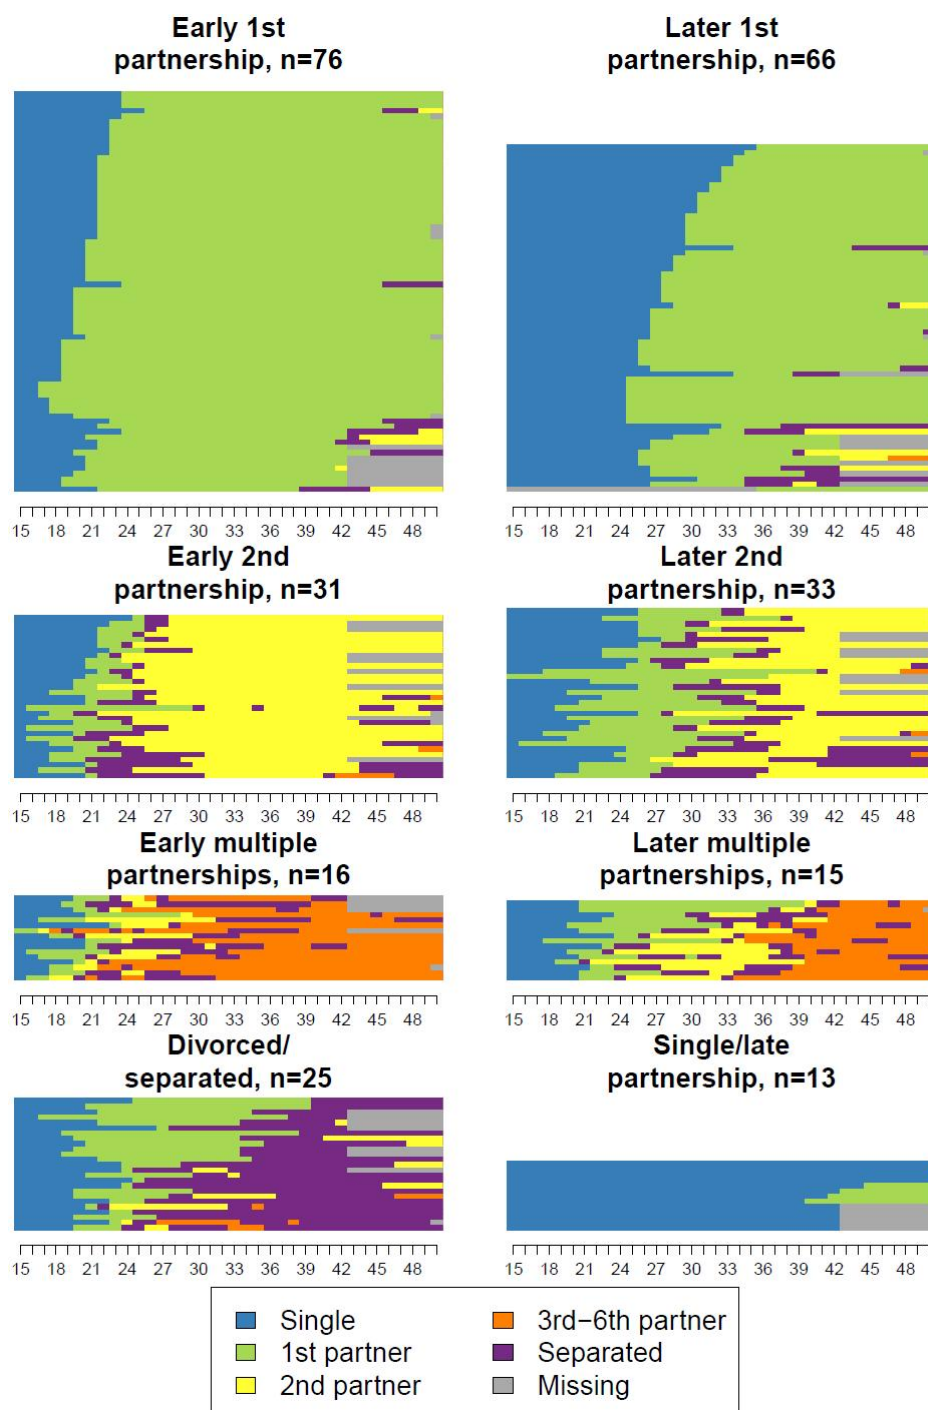 Early 1st
partnership, n=76
Later 1st
partnership, n=66
15 18 21 24 27 30 33 36 39 42 45 48
15 18 21 24 27 30 33 36 39 42 45 48
Early 2nd
partnership, n=31
Later 2nd
partnership, n=33
15 18 21 24 27 30 33 36 39 42 45 48
15 18 21 24 27 30 33 36 39 42 45 48
Early multiple
partnerships, n=16
Later multiple
partnerships, n=15
15 18 21 24 27 30 33 36 39 42 45 48
15 18 21 24 27 30 33 36 39 42 45 48
Divorced/
separated, n=25
Single/late
partnership, n=13
15 18 21 24 27 30 33 36 39 42 45 48
15 18 21 24 27 30 33 36 39 42 45 48
Single
1st partner
2nd partner
3rd−6th partner
Separated
Missing